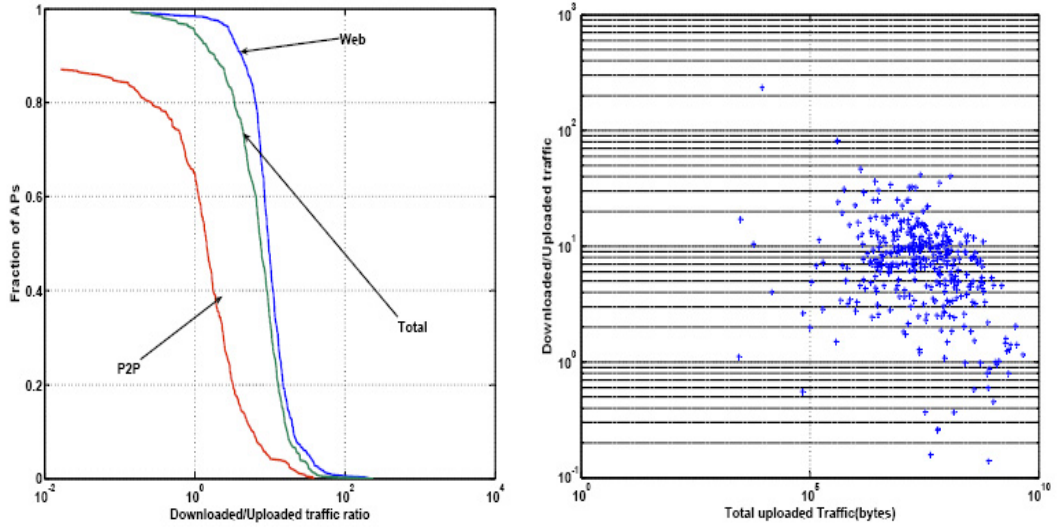 1
0.8
0.6
0.4
0.2
0
Fraction of APs
Web
Total
P2P
10^-2
10^0
10^2
10^4
Downloaded/Uploaded traffic ratio
10^3
10^2
10^1
10^0
10^-1
Downloaded/Uploaded traffic
10^0
10^5
10^10
Total uploaded Traffic(bytes)